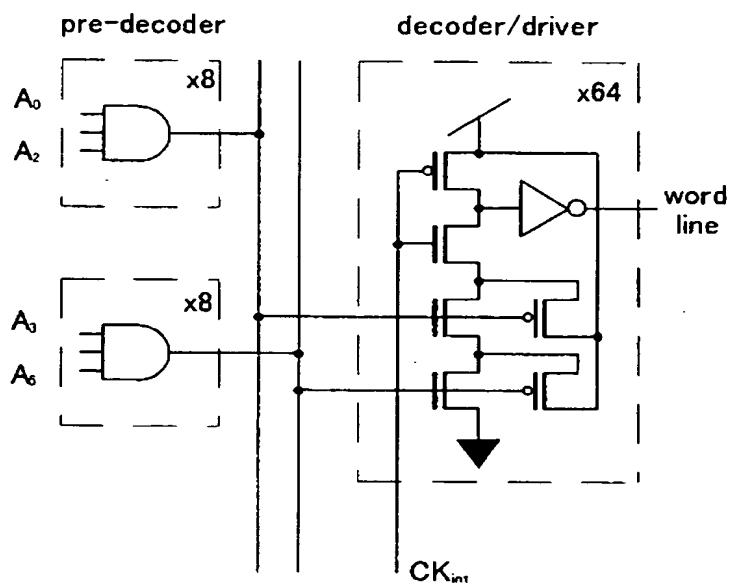 pre-decoder
decoder/driver
x8
x64
A₀
A₂
word
line
x8
A₃
A₅
CKint